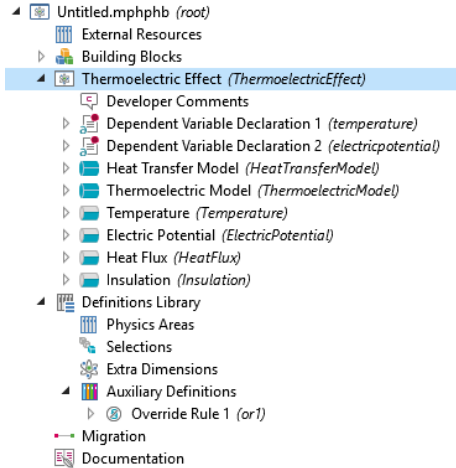 Untitled.mphphb (root)
External Resources
Building Blocks
Thermoelectric Effect (ThermoelectricEffect)
Developer Comments
Dependent Variable Declaration 1 (temperature)
Dependent Variable Declaration 2 (electricpotential)
Heat Transfer Model (HeatTransferModel)
Thermoelectric Model (ThermoelectricModel)
Temperature (Temperature)
Electric Potential (ElectricPotential)
Heat Flux (HeatFlux)
Insulation (Insulation)
Definitions Library
Physics Areas
Selections
Extra Dimensions
Auxiliary Definitions
Override Rule 1 (or1)
Migration
Documentation